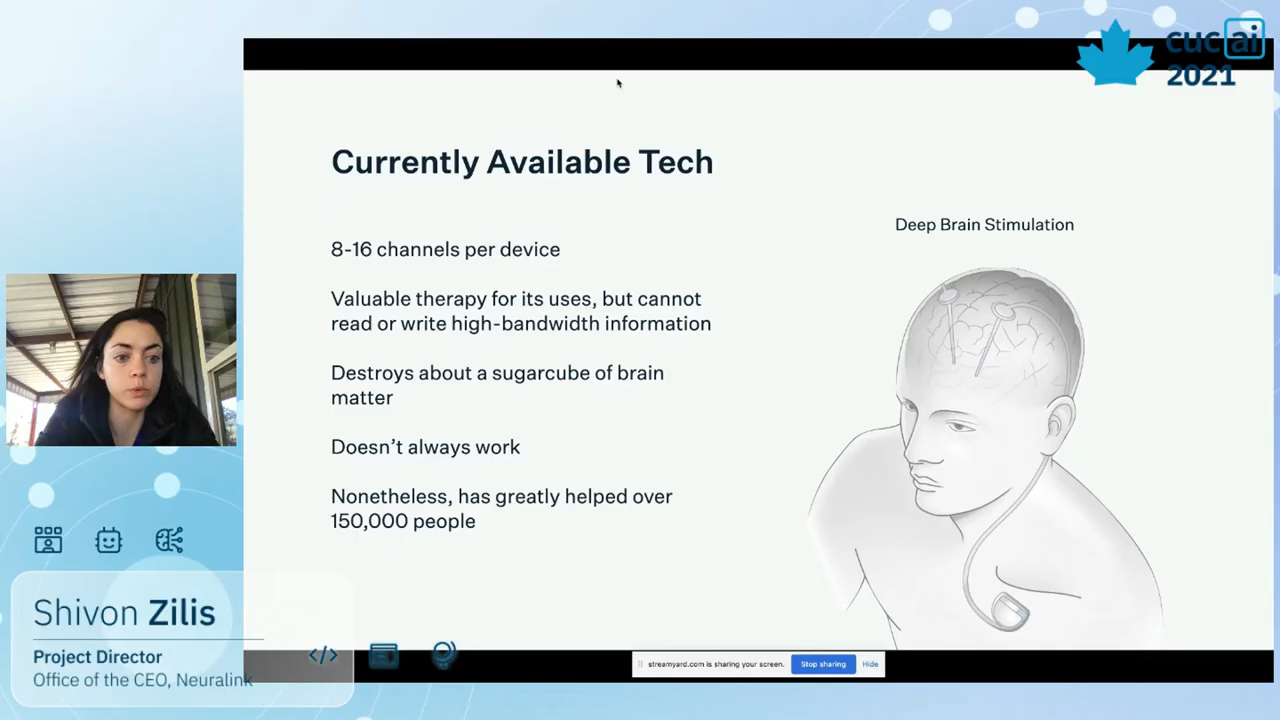 cuc ai
2021
Currently Available Tech
Deep Brain Stimulation
8-16 channels per device
Valuable therapy for its uses, but cannot
read or write high-bandwidth information
Destroys about a sugarcube of brain
matter
Doesn’t always work
Nonetheless, has greatly helped over
150,000 people
Shivon Zilis
Project Director
Office of the CEO, Neuralink
</>
streamyard.com is sharing your screen.
Stop sharing
Hide